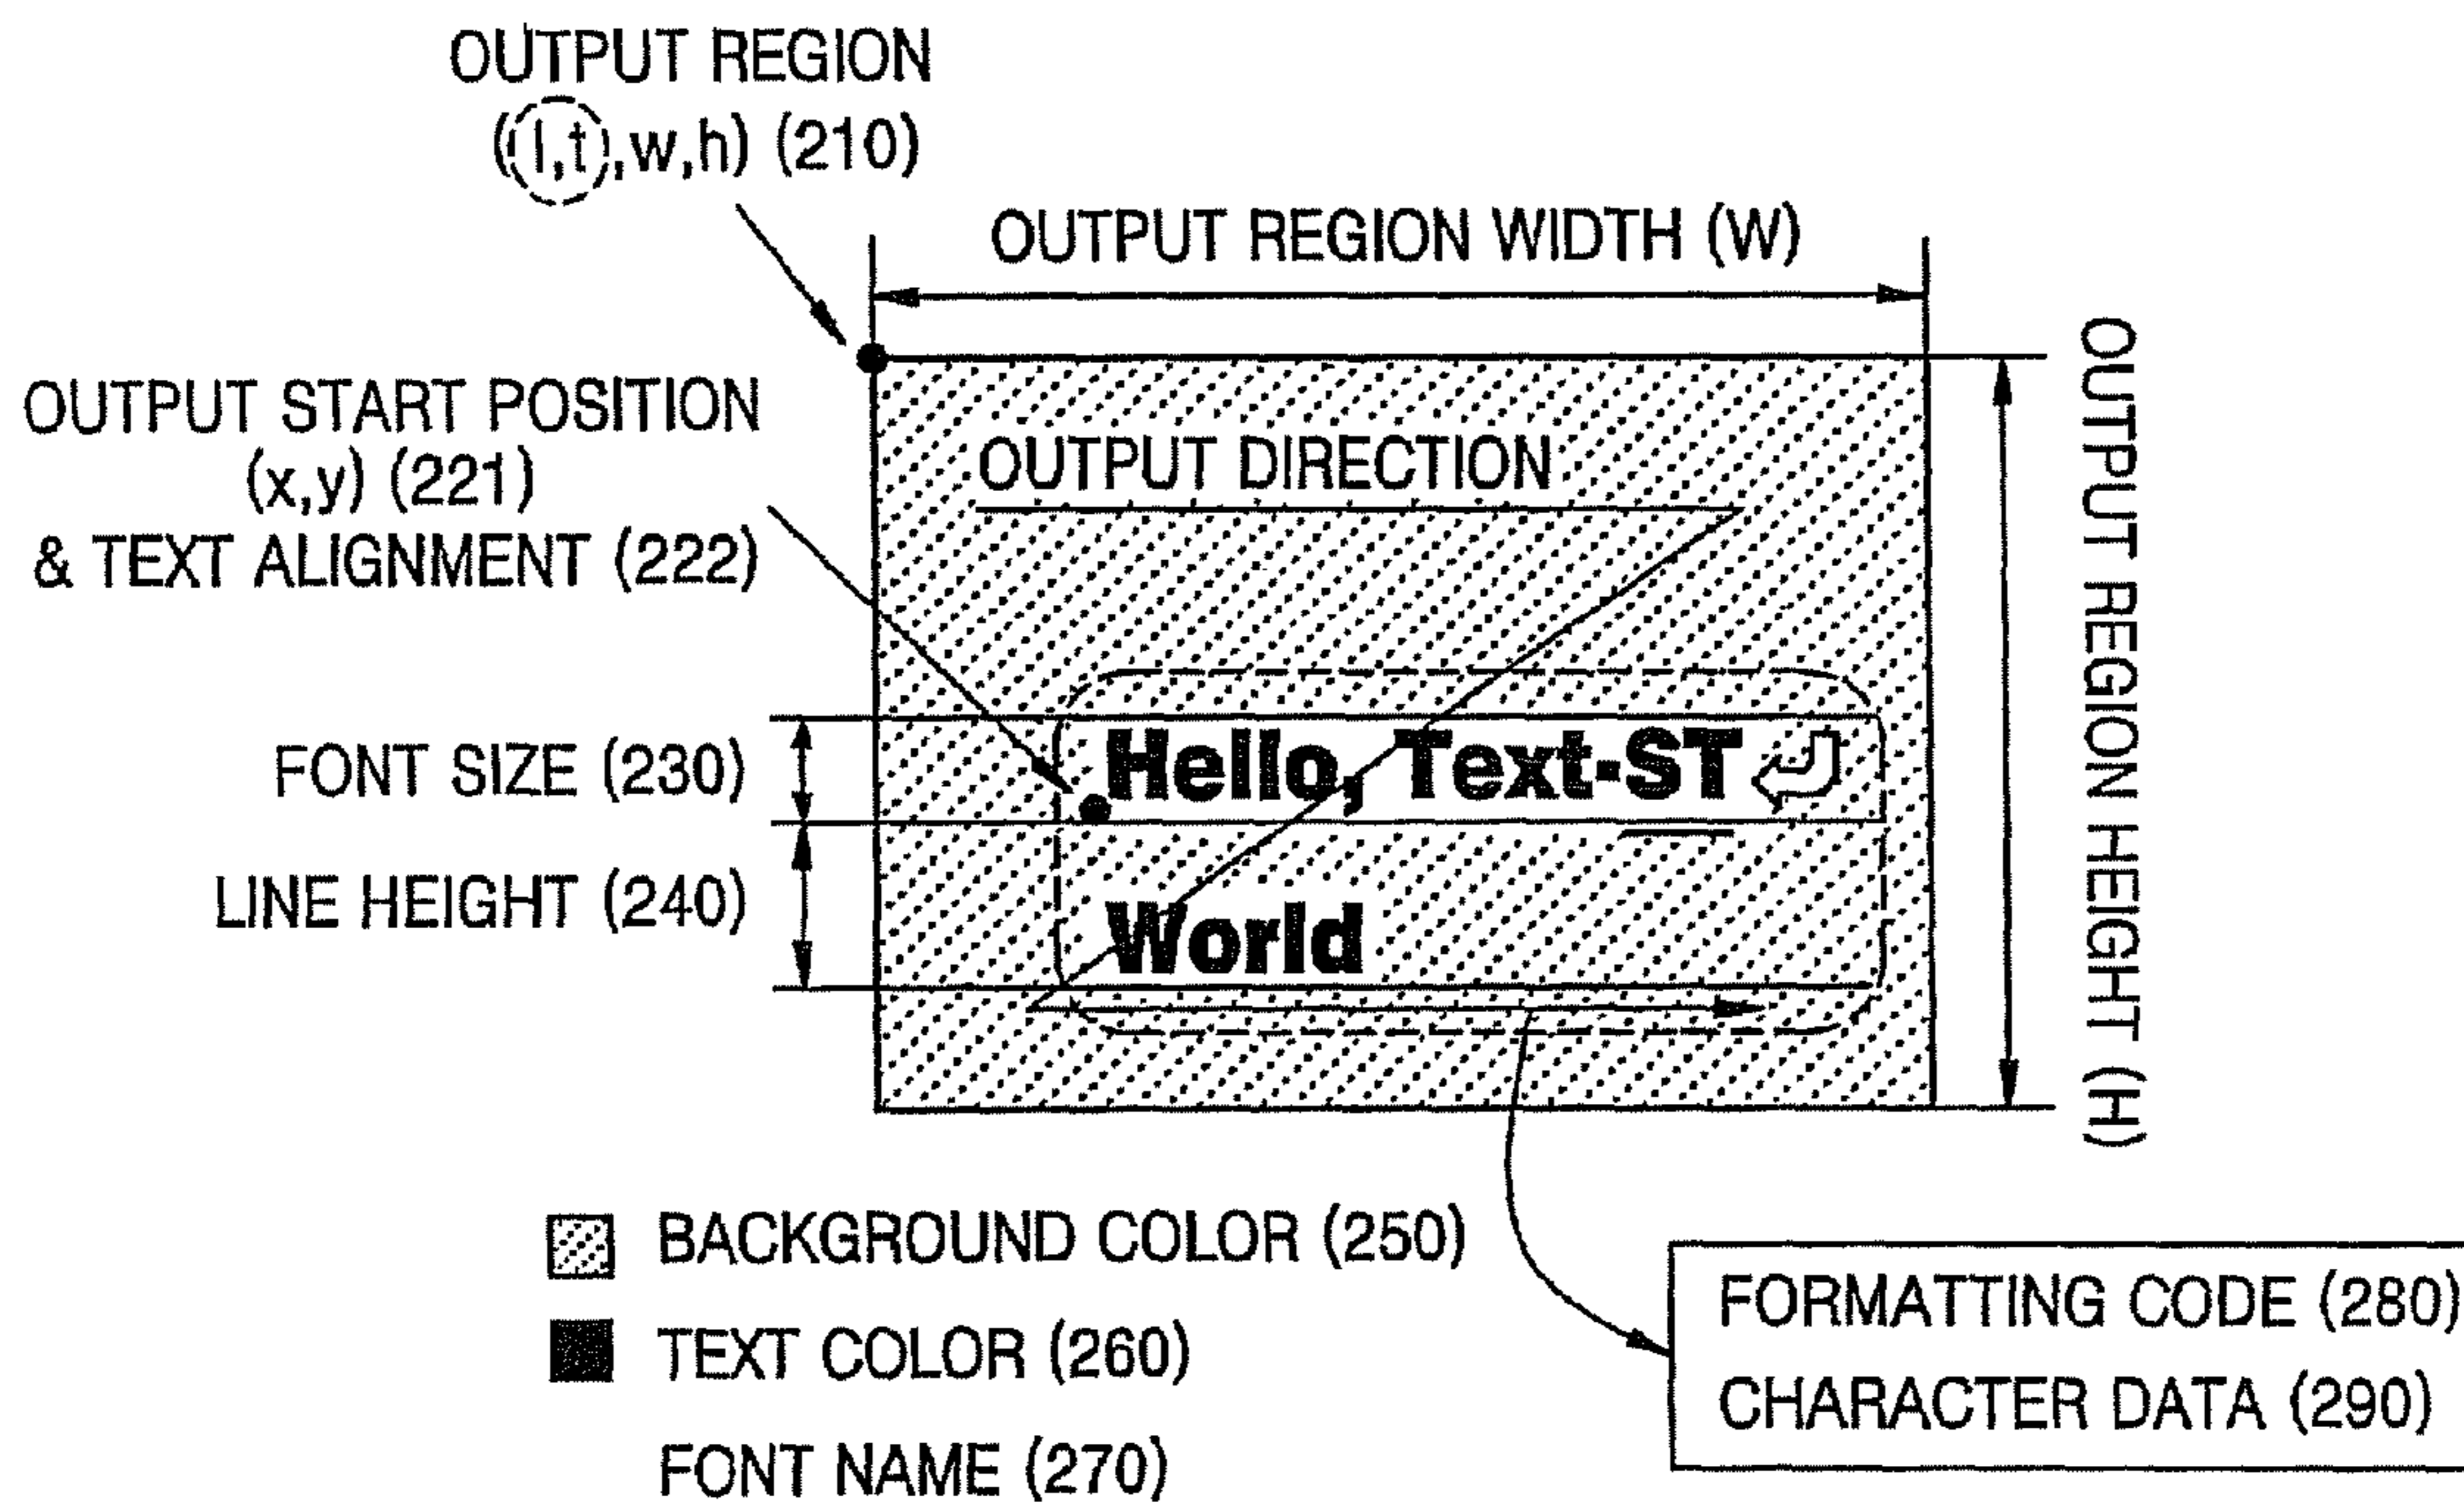 OUTPUT REGION
(l,t),w,h) (210)
OUTPUT REGION WIDTH (W)
OUTPUT REGION HEIGHT (H)
OUTPUT START POSITION
(x,y) (221)
& TEXT ALIGNMENT (222)
OUTPUT DIRECTION
FONT SIZE (230)
Hello, Text-ST
LINE HEIGHT (240)
World
BACKGROUND COLOR (250)
TEXT COLOR (260)
FONT NAME (270)
FORMATTING CODE (280)
CHARACTER DATA (290)